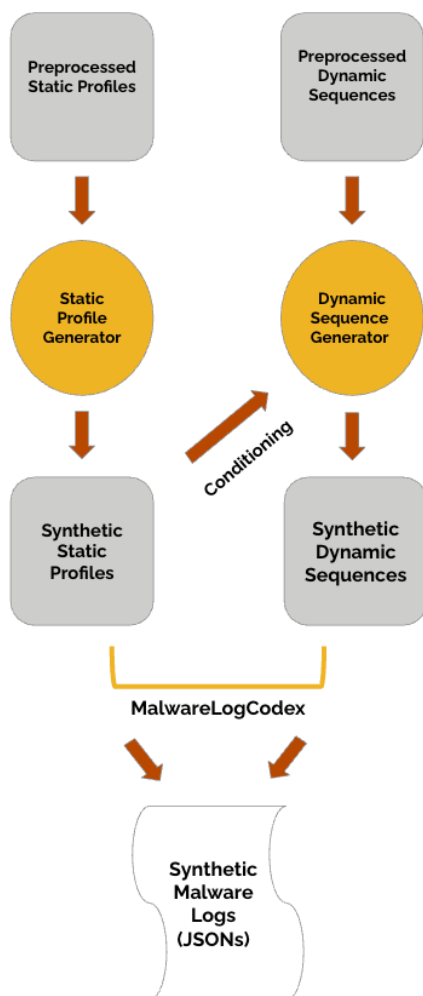 Preprocessed
Static Profiles
Preprocessed
Dynamic
Sequences
Static
Profile
Generator
Dynamic
Sequence
Generator
Conditioning
Synthetic
Static
Profiles
Synthetic
Dynamic
Sequences
MalwareLogCodex
Synthetic
Malware
Logs
(JSONs)